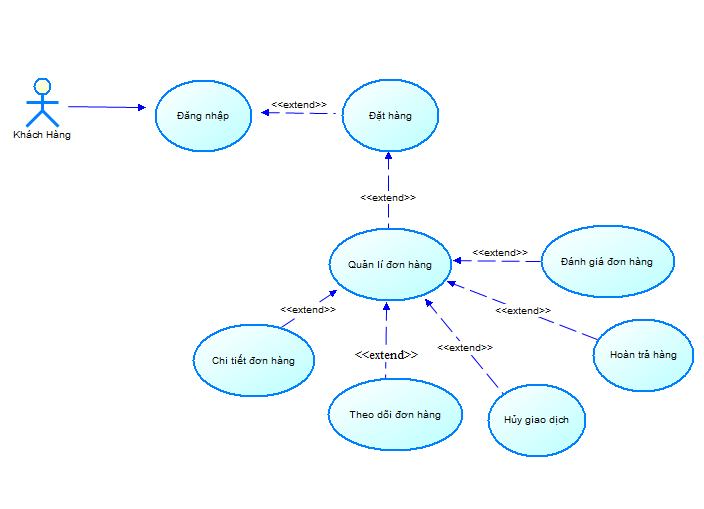 Khách Hàng
Đăng nhập
<<extend>>
Đặt hàng
<<extend>>
Quản lí đơn hàng
<<extend>>
Đánh giá đơn hàng
<<extend>>
Chi tiết đơn hàng
<<extend>>
Theo dõi đơn hàng
<<extend>>
Hủy giao dịch
<<extend>>
Hoàn trả hàng